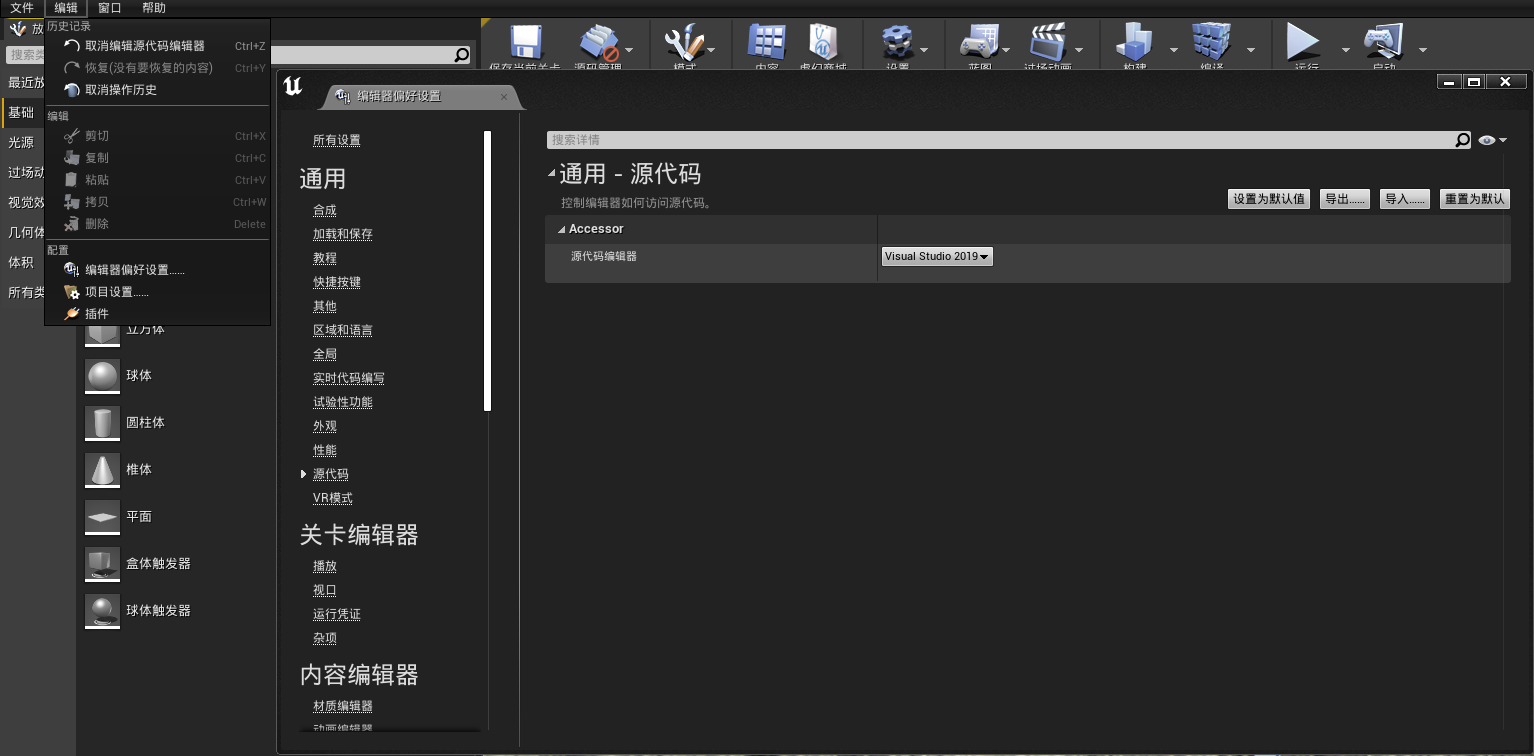 文件 编辑 窗口 帮助
历史记录
取消编辑源代码编辑器 Ctrl+Z
恢复(没有要恢复的内容) Ctrl+Y
取消操作历史
编辑
剪切 Ctrl+X
复制 Ctrl+C
粘贴 Ctrl+V
拷贝 Ctrl+W
删除 Delete
配置
编辑器偏好设置......
项目设置......
插件
放
搜索类
最近放
基础
光源
过场动
视觉效
几何体
体积
所有类
立方体
球体
圆柱体
椎体
平面
盒体触发器
球体触发器
保存当前关卡 源码管理 模式 内容 虚幻商城 设置 蓝图 过场动画 构建 编译 运行 启动
编辑器偏好设置
所有设置
通用
合成
加载和保存
教程
快捷按键
其他
区域和语言
全局
实时代码编写
试验性功能
外观
性能
源代码
VR模式
关卡编辑器
播放
视口
运行凭证
杂项
内容编辑器
材质编辑器
动画编辑器
搜索详情
通用 - 源代码
控制编辑器如何访问源代码。
设置为默认值 导出...... 导入...... 重置为默认
Accessor
源代码编辑器 Visual Studio 2019